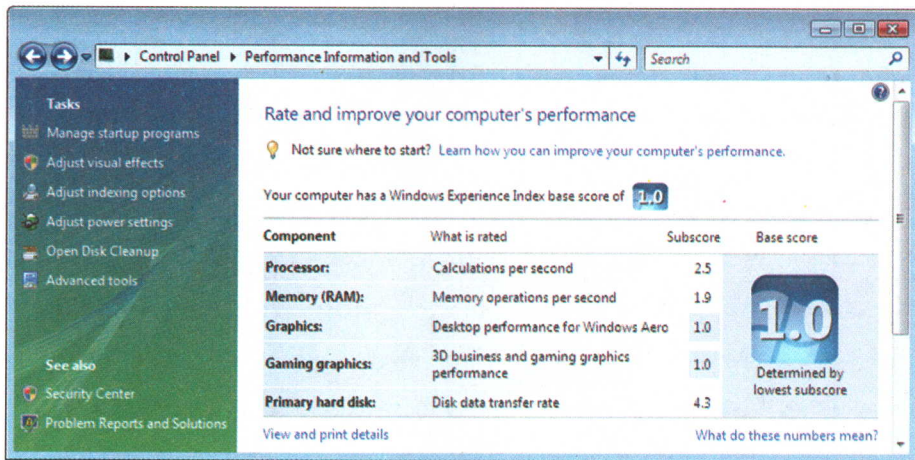 Control Panel Performance Information and Tools
Search
Tasks
Manage startup programs
Adjust visual effects
Adjust indexing options
Adjust power settings
Open Disk Cleanup
Advanced tools
See also
Security Center
Problem Reports and Solutions
?
Rate and improve your computer's performance
Not sure where to start? Learn how you can improve your computer's performance.
Your computer has a Windows Experience Index base score of 1.0
Component What is rated Subscore Base score
Processor: Calculations per second 2.5
Memory (RAM): Memory operations per second 1.9
Graphics: Desktop performance for Windows Aero 1.0
Gaming graphics: 3D business and gaming graphics
performance 1.0
Primary hard disk: Disk data transfer rate 4.3
1.0
Determined by
lowest subscore
View and print details What do these numbers mean?